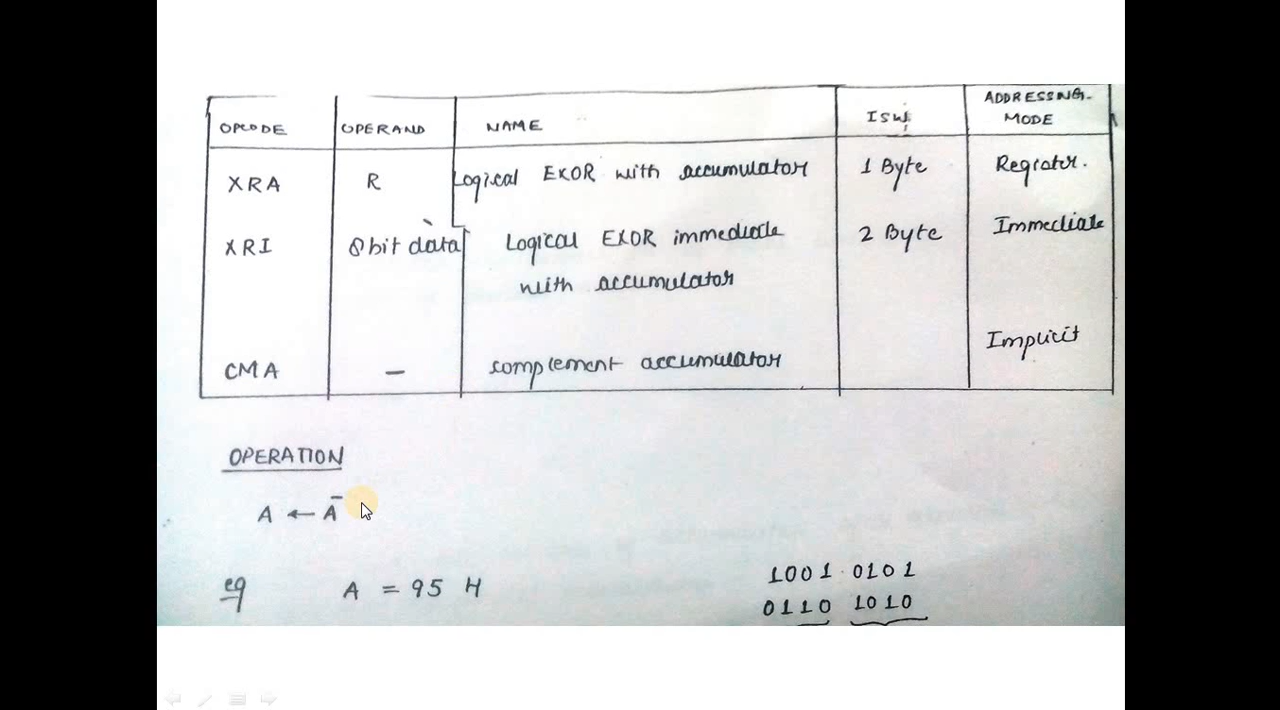 OPCODE OPERAND NAME ISW ADDRESSING MODE
XRA R Logical EXOR with accumulator 1 Byte Register.
XRI 8bit data Logical EXOR immediate 2 Byte Immediate
with accumulator
CMA – complement accumulator Implicit
OPERATION
A ← Ā
eg A = 95 H 1001 0101
0110 1010